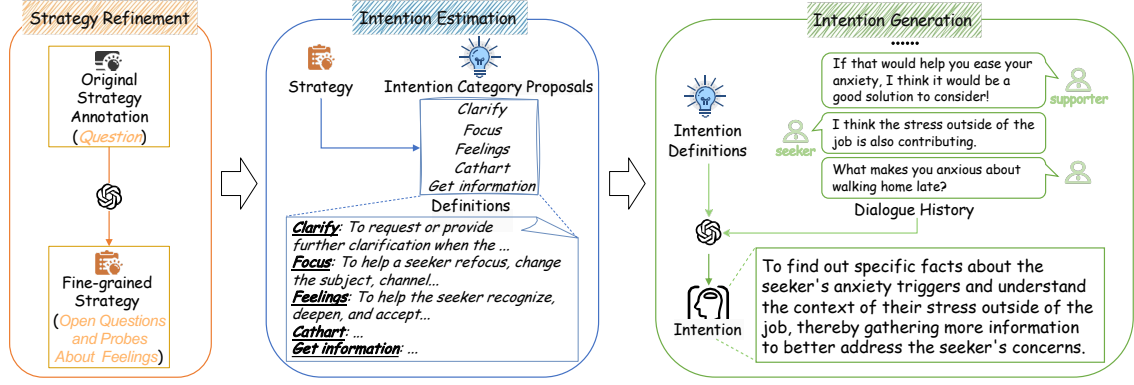 Strategy Refinement
Original
Strategy
Annotation
(Question)
Fine-grained
Strategy
(Open Questions
and Probes
About Feelings)
Intention Estimation
Strategy
Intention Category Proposals
Clarify
Focus
Feelings
Cathart
Get information
Definitions
Clarify: To request or provide
further clarification when the ...
Focus: To help a seeker refocus, change
the subject, channel...
Feelings: To help the seeker recognize,
deepen, and accept...
Cathart: ...
Get information: ...
Intention Generation
......
If that would help you ease your
anxiety, I think it would be a
good solution to consider!
supporter
I think the stress outside of the
job is also contributing.
seeker
What makes you anxious about
walking home late?
Dialogue History
Intention
Definitions
Intention
To find out specific facts about the
seeker's anxiety triggers and understand
the context of their stress outside of the
job, thereby gathering more information
to better address the seeker's concerns.